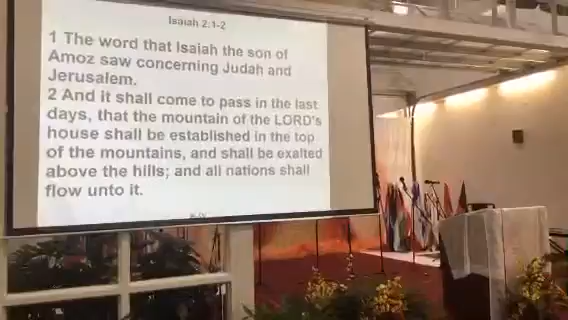 Isaiah 2:1-2
1 The word that Isaiah the son of
Amoz saw concerning Judah and
Jerusalem.
2 And it shall come to pass in the last
days, that the mountain of the LORD's
house shall be established in the top
of the mountains, and shall be exalted
above the hills; and all nations shall
flow unto it.